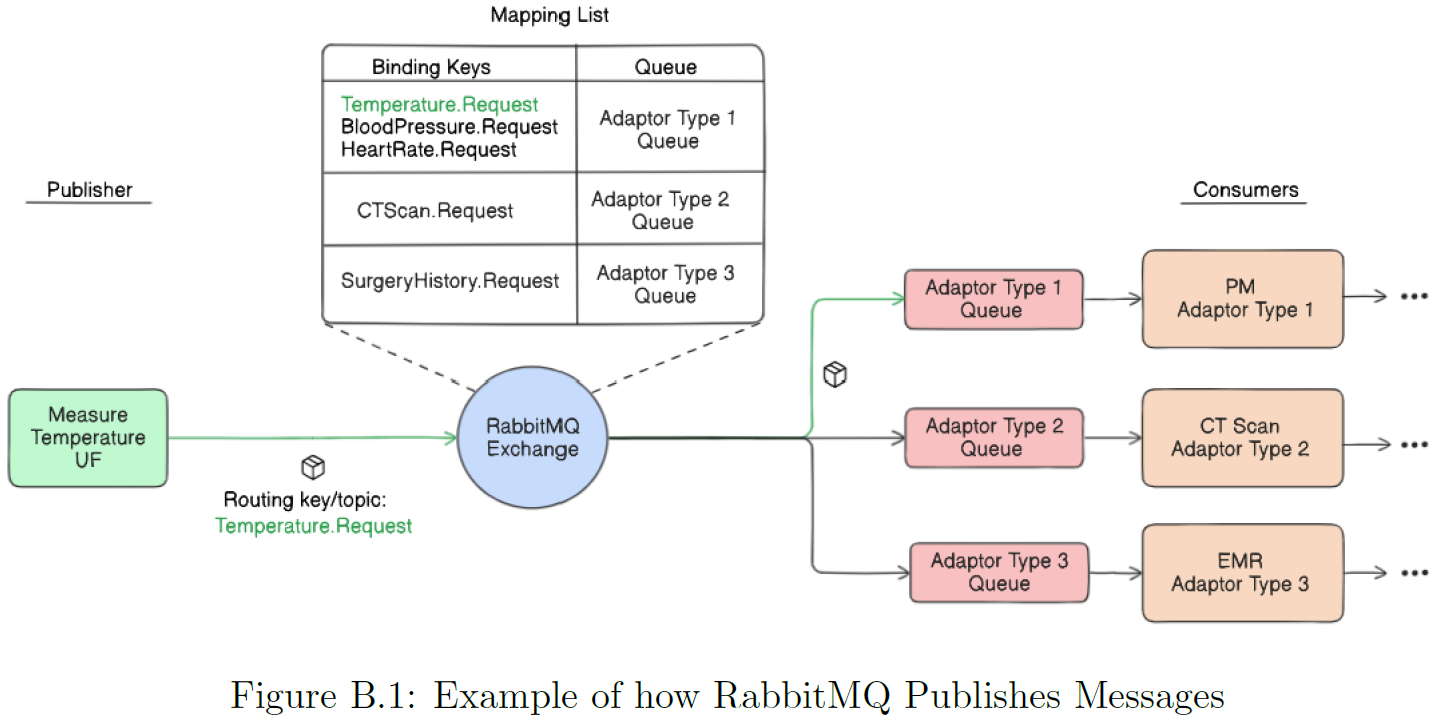 Mapping List
Binding Keys
Queue
Temperature.Request
BloodPressure.Request
HeartRate.Request
Adaptor Type 1
Queue
CTScan.Request
Adaptor Type 2
Queue
SurgeryHistory.Request
Adaptor Type 3
Queue
Publisher
Consumers
Measure
Temperature
UF
Routing key/topic:
Temperature.Request
RabbitMQ
Exchange
Adaptor Type 1
Queue
PM
Adaptor Type 1
...
Adaptor Type 2
Queue
CT Scan
Adaptor Type 2
...
Adaptor Type 3
Queue
EMR
Adaptor Type 3
...
Figure B.1: Example of how RabbitMQ Publishes Messages